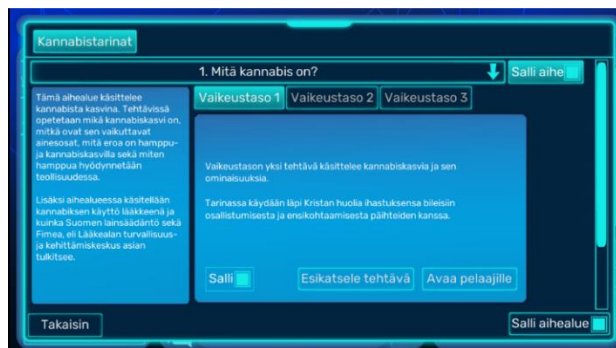 Kannabistarinat
1. Mitä kannabis on?
Salli aihe
Tämä aihealue käsittelee
kannabista kasvina. Tehtävissä
opetetaan mikä kannabiskasvi on,
mitkä ovat sen vaikuttavat
ainesosat, mitä eroa on hamppu-
ja kannabiskasvilla sekä miten
hamppua hyödynnetään
teollisuudessa.
Lisäksi aihealueessa käsitellään
kannabiksen käyttö lääkkeenä ja
kuinka Suomen lainsäädäntö sekä
Fimea, eli Lääkealan turvallisuus-
ja kehittämiskeskus asian
tulkitsee.
Vaikeustaso 1 Vaikeustaso 2 Vaikeustaso 3
Vaikeustason yksi tehtävä käsittelee kannabiskasvia ja sen
ominaisuuksia.
Tarinassa käydään läpi Kristan huolia ihastuksensa bileisiin
osallistumisesta ja ensikohtaamisesta päihteiden kanssa.
Salli Esikatsele tehtävä Avaa pelaajille
Takaisin
Salli aihealue